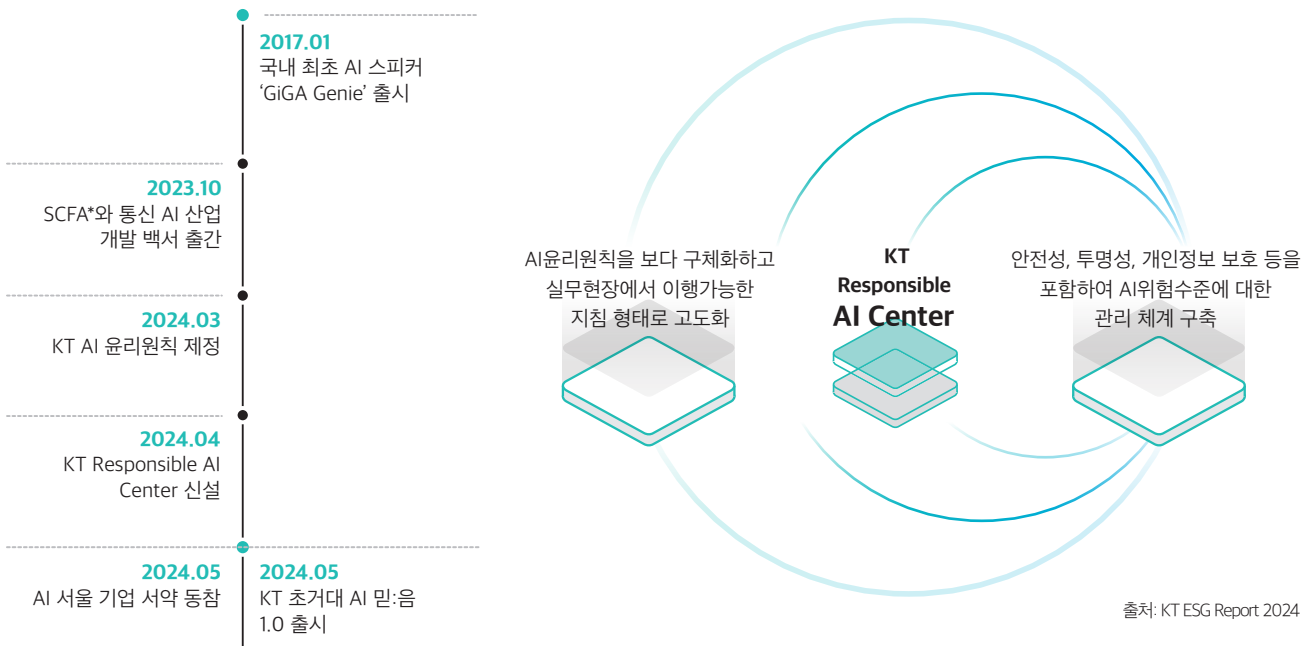 2017.01
국내 최초 AI 스피커
‘GiGA Genie’ 출시
2023.10
SCFA*와 통신 AI 산업
개발 백서 출간
2024.03
KT AI 윤리원칙 제정
2024.04
KT Responsible AI
Center 신설
2024.05
AI 서울 기업 서약 동참
2024.05
KT 초거대 AI 믿:음
1.0 출시
AI윤리원칙을 보다 구체화하고
실무현장에서 이행가능한
지침 형태로 고도화
KT
Responsible
AI Center
안전성, 투명성, 개인정보 보호 등을
포함하여 AI위험수준에 대한
관리 체계 구축
출처: KT ESG Report 2024